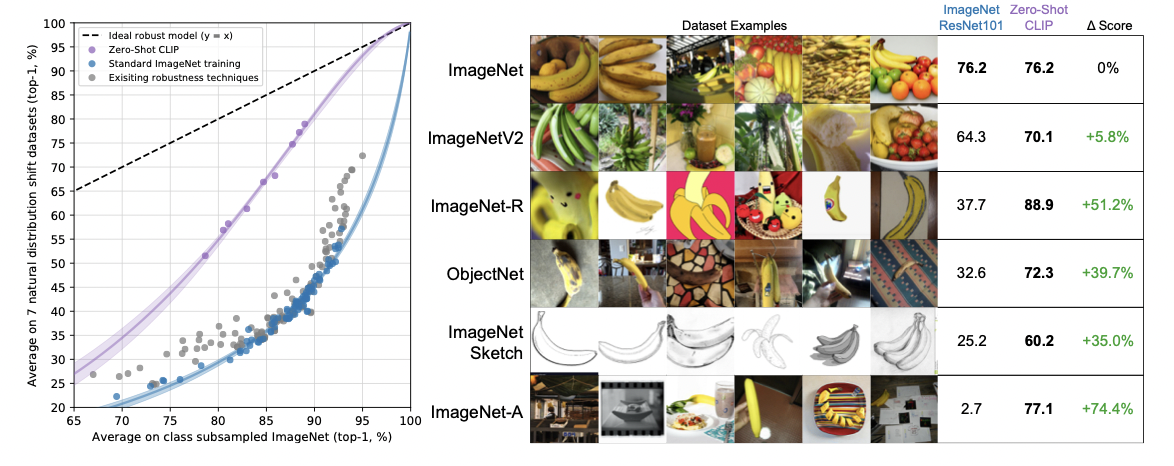 100
95
90
85
80
75
70
65
60
55
50
45
40
35
30
25
20
Average on 7 natural distribution shift datasets (top-1, %)
Ideal robust model (y = x)
Zero-Shot CLIP
Standard ImageNet training
Exisiting robustness techniques
65 70 75 80 85 90 95 100
Average on class subsampled ImageNet (top-1, %)
Dataset Examples
ImageNet
ResNet101
Zero-Shot
CLIP
Δ Score
ImageNet 76.2 76.2 0%
ImageNetV2 64.3 70.1 +5.8%
ImageNet-R 37.7 88.9 +51.2%
ObjectNet 32.6 72.3 +39.7%
ImageNet
Sketch 25.2 60.2 +35.0%
ImageNet-A 2.7 77.1 +74.4%